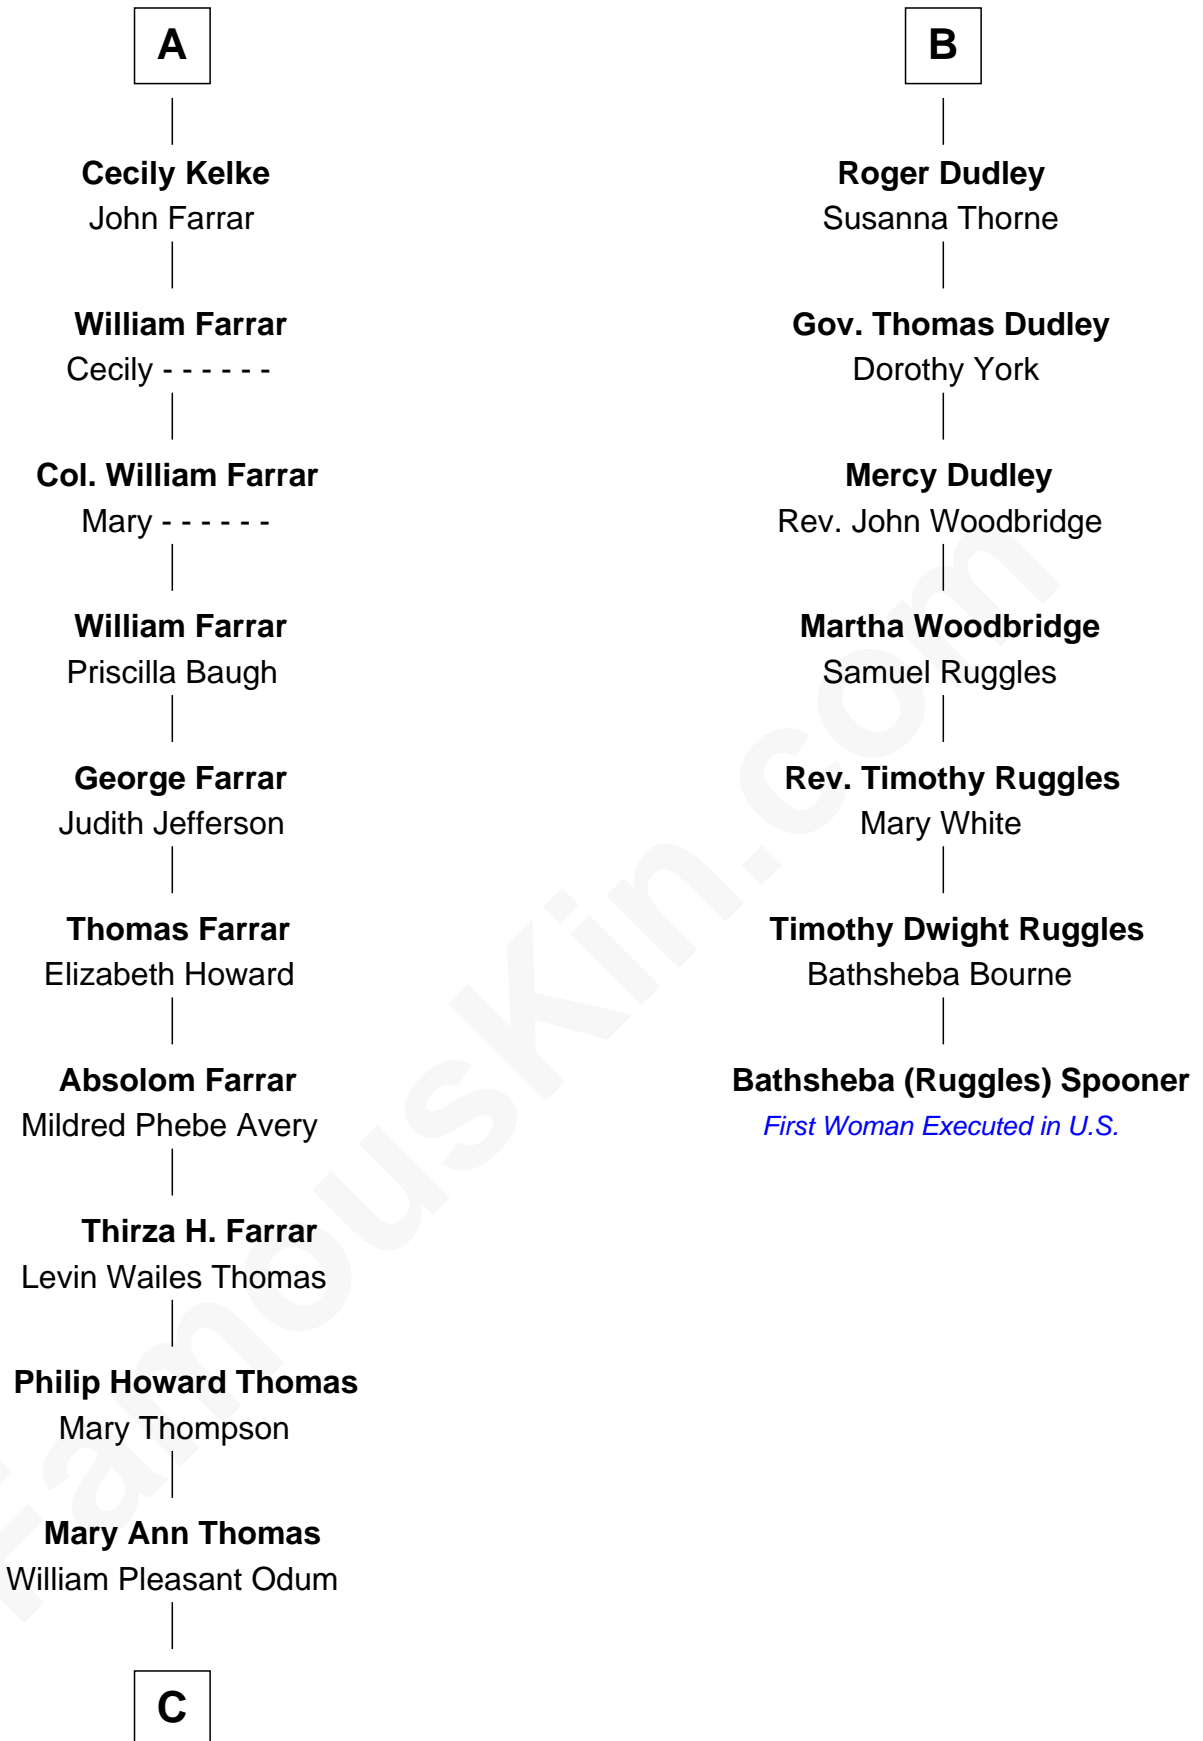 A
Cecily Kelke
John Farrar
William Farrar
Cecily - - - - - -
Col. William Farrar
Mary - - - - - -
William Farrar
Priscilla Baugh
George Farrar
Judith Jefferson
Thomas Farrar
Elizabeth Howard
Absolom Farrar
Mildred Phebe Avery
Thirza H. Farrar
Levin Wailes Thomas
Philip Howard Thomas
Mary Thompson
Mary Ann Thomas
William Pleasant Odum
C
B
Roger Dudley
Susanna Thorne
Gov. Thomas Dudley
Dorothy York
Mercy Dudley
Rev. John Woodbridge
Martha Woodbridge
Samuel Ruggles
Rev. Timothy Ruggles
Mary White
Timothy Dwight Ruggles
Bathsheba Bourne
Bathsheba (Ruggles) Spooner
First Woman Executed in U.S.
FamousKin.com